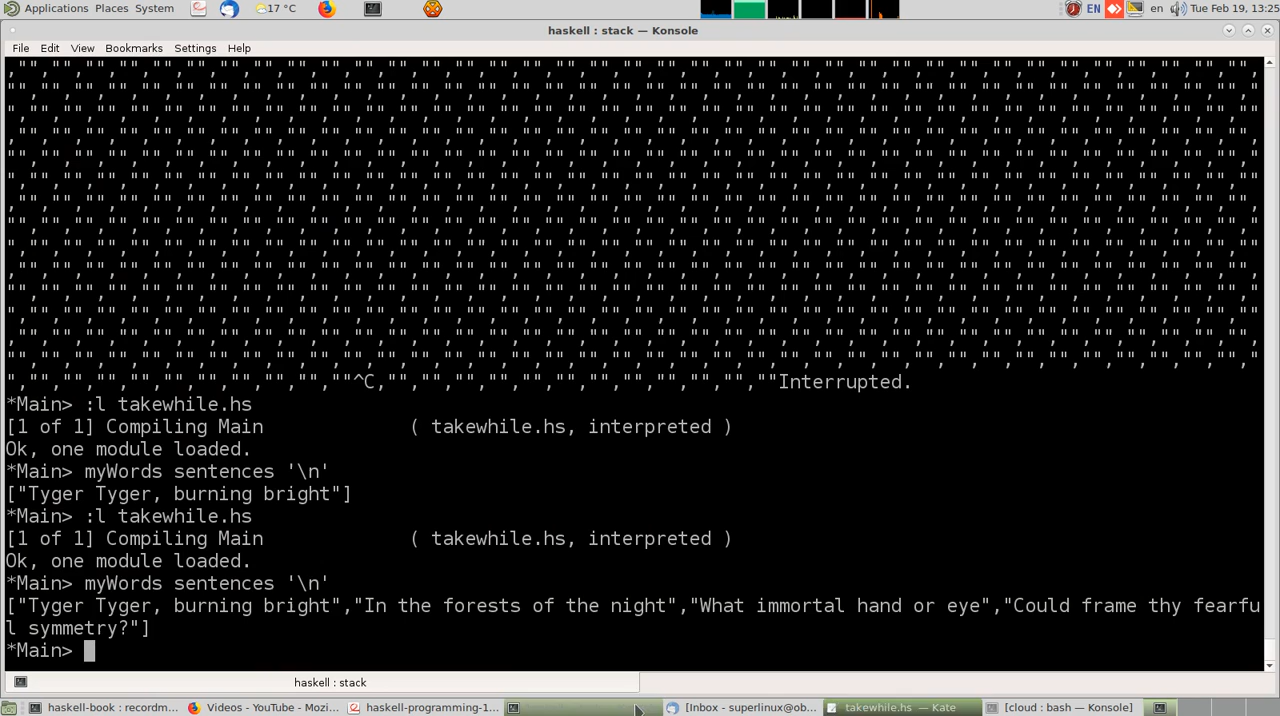 Applications Places System 17 °C EN en Tue Feb 19, 13:25
haskell : stack — Konsole
File Edit View Bookmarks Settings Help
^C,"","","","","","","","","","",""Interrupted.
*Main> :l takewhile.hs
[1 of 1] Compiling Main ( takewhile.hs, interpreted )
Ok, one module loaded.
*Main> myWords sentences '\n'
["Tyger Tyger, burning bright"]
*Main> :l takewhile.hs
[1 of 1] Compiling Main ( takewhile.hs, interpreted )
Ok, one module loaded.
*Main> myWords sentences '\n'
["Tyger Tyger, burning bright","In the forests of the night","What immortal hand or eye","Could frame thy fearfu
l symmetry?"]
*Main>
haskell : stack
haskell-book : recordm... Videos - YouTube - Mozi... haskell-programming-1... [Inbox - superlinux@ob... takewhile.hs — Kate [cloud : bash — Konsole]